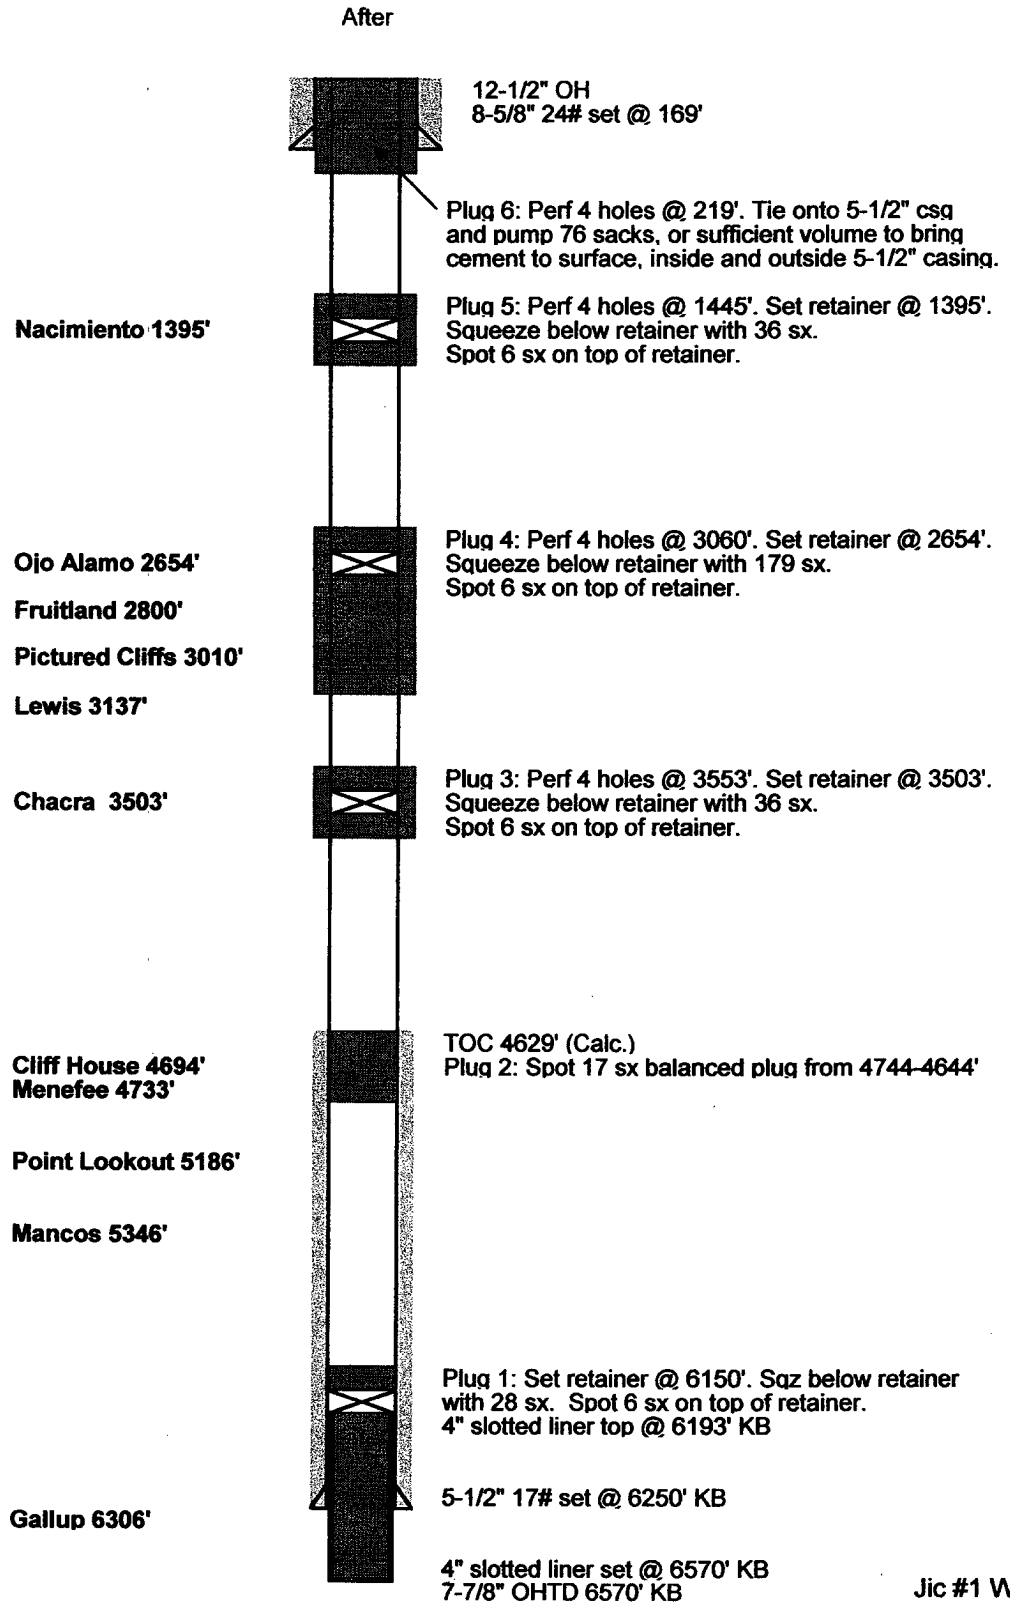 After
12-1/2" OH
8-5/8" 24# set @ 169'
Plug 6: Perf 4 holes @ 219'. Tie onto 5-1/2" csg
and pump 76 sacks, or sufficient volume to bring
cement to surface, inside and outside 5-1/2" casing.
Nacimiento 1395'
Plug 5: Perf 4 holes @ 1445'. Set retainer @ 1395'.
Squeeze below retainer with 36 sx.
Spot 6 sx on top of retainer.
Ojo Alamo 2654'
Fruitland 2800'
Pictured Cliffs 3010'
Lewis 3137'
Plug 4: Perf 4 holes @ 3060'. Set retainer @ 2654'.
Squeeze below retainer with 179 sx.
Spot 6 sx on top of retainer.
Chacra 3503'
Plug 3: Perf 4 holes @ 3553'. Set retainer @ 3503'.
Squeeze below retainer with 36 sx.
Spot 6 sx on top of retainer.
TOC 4629' (Calc.)
Plug 2: Spot 17 sx balanced plug from 4744-4644'
Cliff House 4694'
Menefee 4733'
Point Lookout 5186'
Mancos 5346'
Plug 1: Set retainer @ 6150'. Sqz below retainer
with 28 sx. Spot 6 sx on top of retainer.
4" slotted liner top @ 6193' KB
5-1/2" 17# set @ 6250' KB
Gallup 6306'
4" slotted liner set @ 6570' KB
7-7/8" OHTD 6570' KB
Jic #1 W